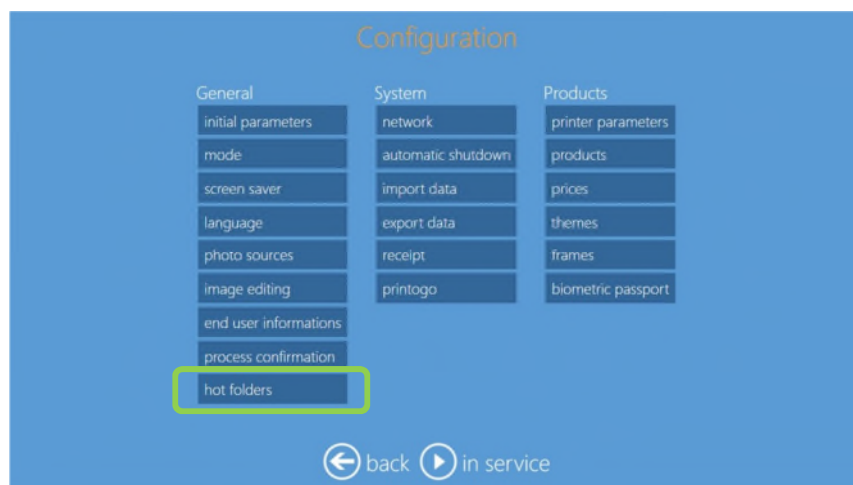 Configuration
General
initial parameters
mode
screen saver
language
photo sources
image editing
end user informations
process confirmation
hot folders
System
network
automatic shutdown
import data
export data
receipt
printogo
Products
printer parameters
products
prices
themes
frames
biometric passport
back in service